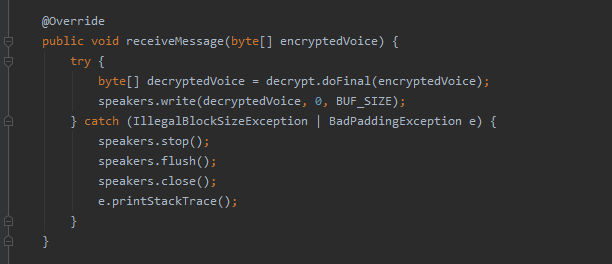 @Override
public void receiveMessage(byte[] encryptedVoice) {
    try {
        byte[] decryptedVoice = decrypt.doFinal(encryptedVoice);
        speakers.write(decryptedVoice, 0, BUF_SIZE);
    } catch (IllegalBlockSizeException | BadPaddingException e) {
        speakers.stop();
        speakers.flush();
        speakers.close();
        e.printStackTrace();
    }
}